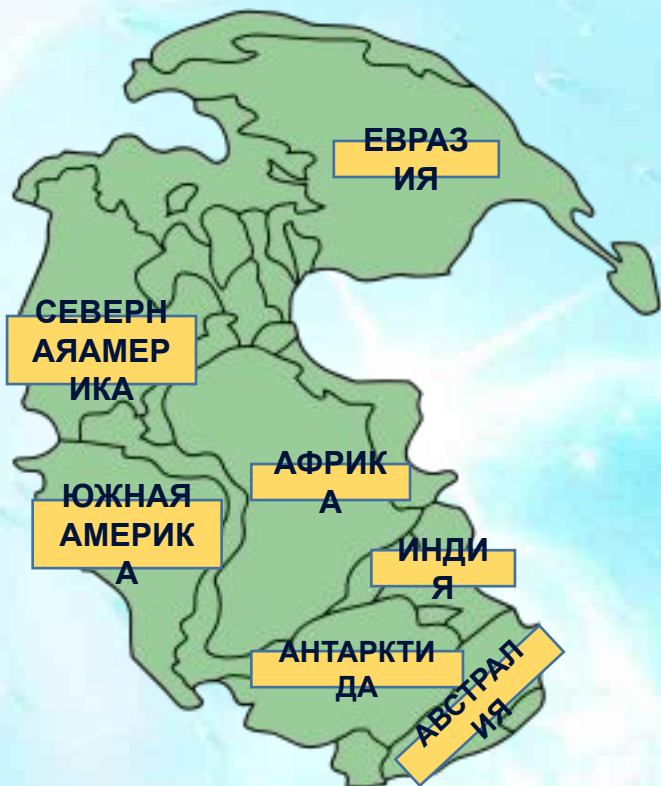 ЕВРАЗ
ИЯ
СЕВЕРН
АЯАМЕР
ИКА
АФРИК
А
ЮЖНАЯ
АМЕРИК
А
ИНДИ
Я
АНТАРКТИ
ДА
АВСТРАЛ
ИЯ